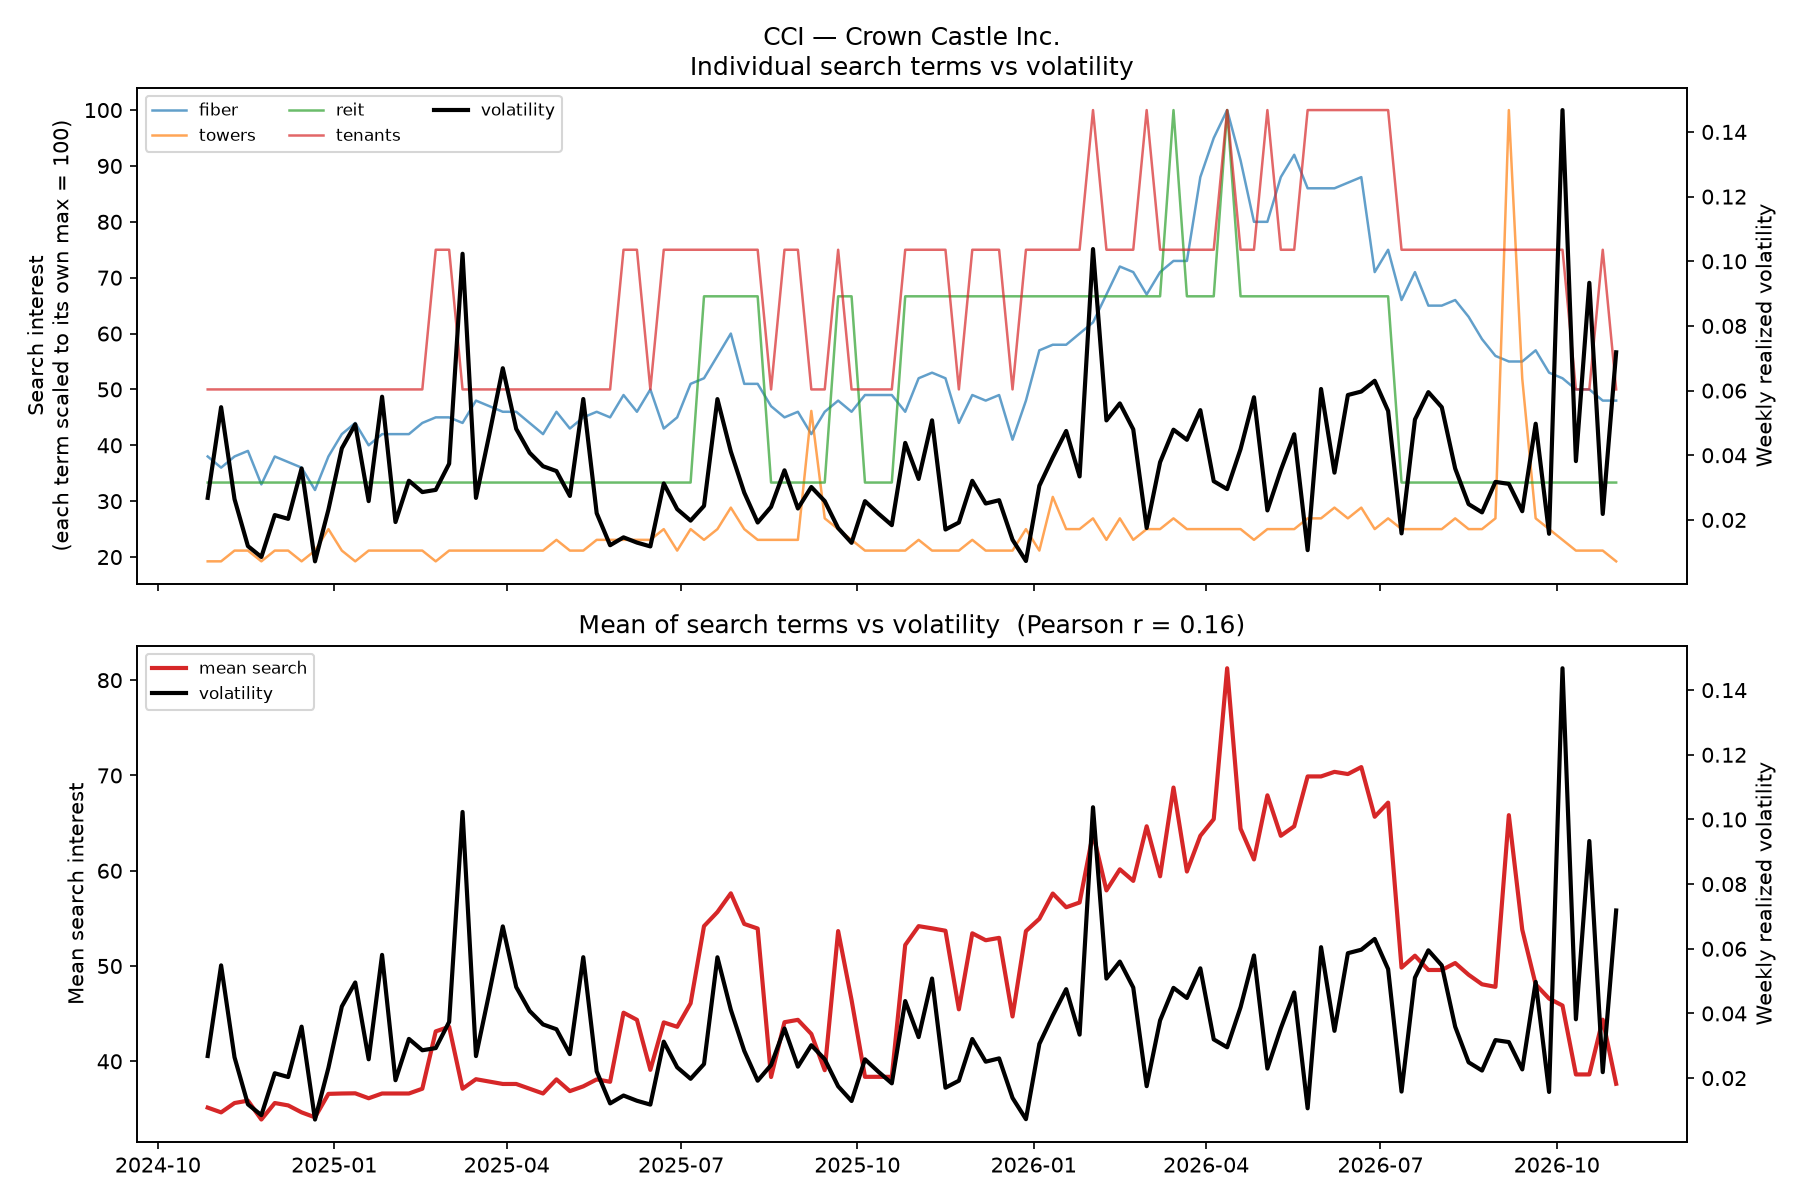 CCI — Crown Castle Inc.
Individual search terms vs volatility
fiber
towers
reit
tenants
volatility
Search interest
(each term scaled to its own max = 100)
100
90
80
70
60
50
40
30
20
0.14
0.12
0.10
0.08
0.06
0.04
0.02
Weekly realized volatility
Mean of search terms vs volatility (Pearson r = 0.16)
mean search
volatility
Mean search interest
80
70
60
50
40
0.14
0.12
0.10
0.08
0.06
0.04
0.02
Weekly realized volatility
2024-10
2025-01
2025-04
2025-07
2025-10
2026-01
2026-04
2026-07
2026-10